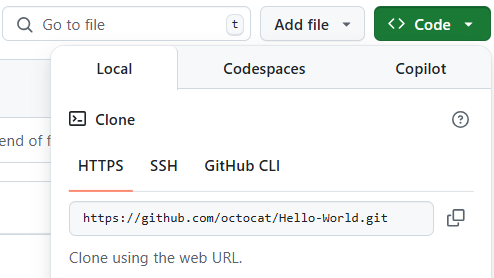 Go to file t Add file <> Code
Local Codespaces Copilot
Clone
end of f
HTTPS SSH GitHub CLI
https://github.com/octocat/Hello-World.git
Clone using the web URL.